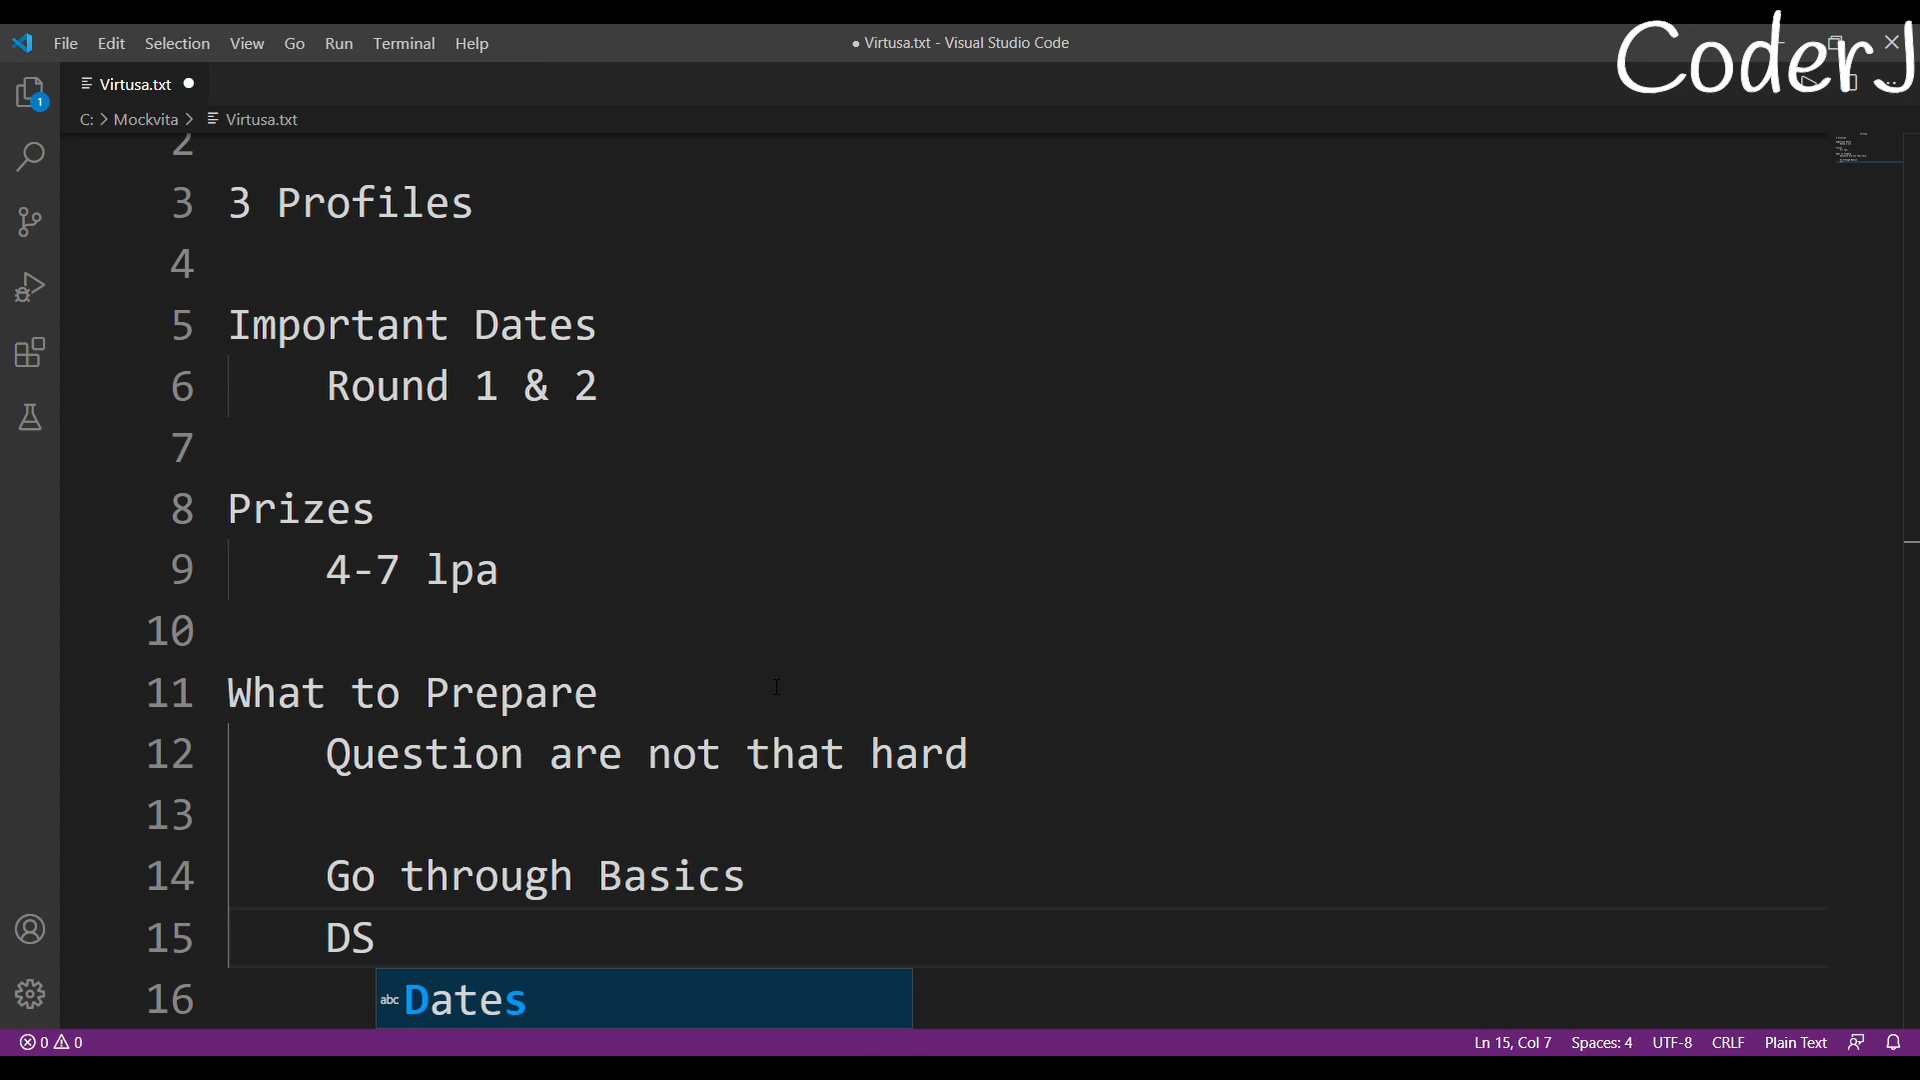 CoderJ
File Edit Selection View Go Run Terminal Help
● Virtusa.txt - Visual Studio Code
Virtusa.txt ●
1
C: > Mockvita > Virtusa.txt
2
3 3 Profiles
4
5 Important Dates
6 Round 1 & 2
7
8 Prizes
9 4-7 lpa
10
11 What to Prepare
12 Question are not that hard
13
14 Go through Basics
15 DS
16
abc Dates
0 0
Ln 15, Col 7 Spaces: 4 UTF-8 CRLF Plain Text